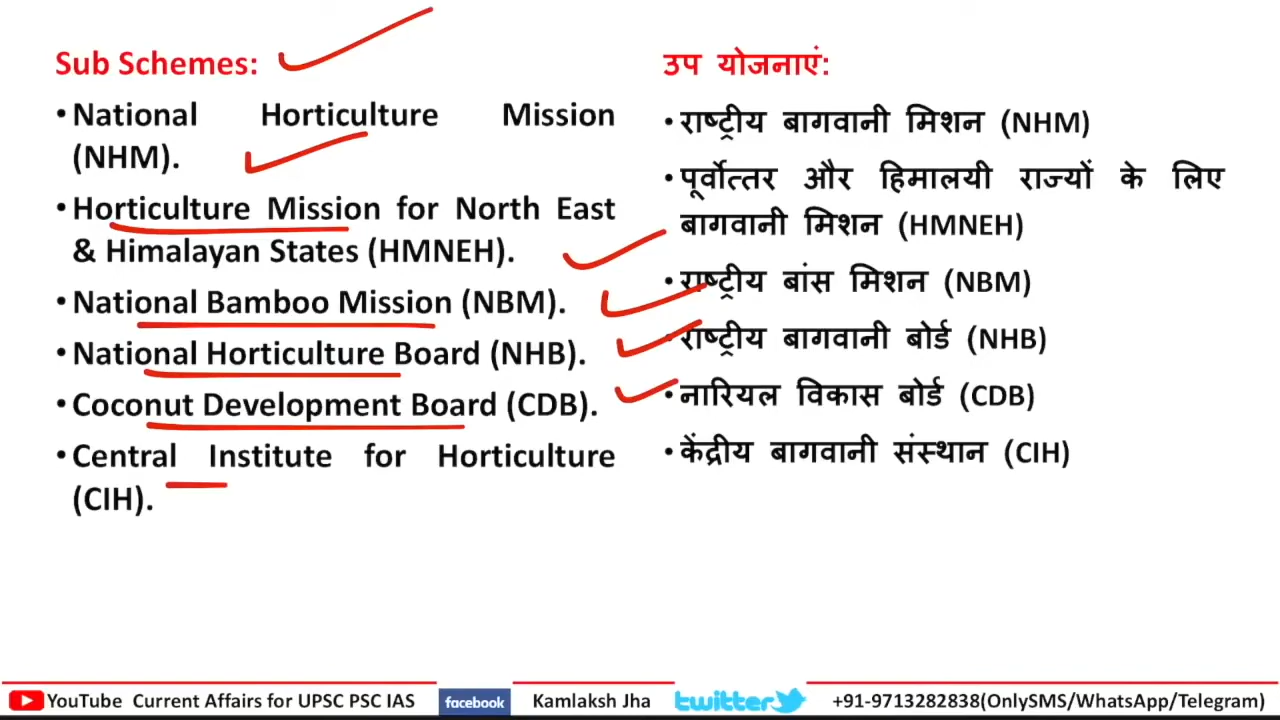 Sub Schemes:
• National Horticulture Mission
(NHM).
• Horticulture Mission for North East
& Himalayan States (HMNEH).
• National Bamboo Mission (NBM).
• National Horticulture Board (NHB).
• Coconut Development Board (CDB).
• Central Institute for Horticulture
(CIH).
उप योजनाएं:
• राष्ट्रीय बागवानी मिशन (NHM)
• पूर्वोत्तर और हिमालयी राज्यों के लिए
बागवानी मिशन (HMNEH)
• राष्ट्रीय बांस मिशन (NBM)
• राष्ट्रीय बागवानी बोर्ड (NHB)
• नारियल विकास बोर्ड (CDB)
• केंद्रीय बागवानी संस्थान (CIH)
YouTube Current Affairs for UPSC PSC IAS facebook Kamlaksh Jha twitter +91-9713282838(OnlySMS/WhatsApp/Telegram)